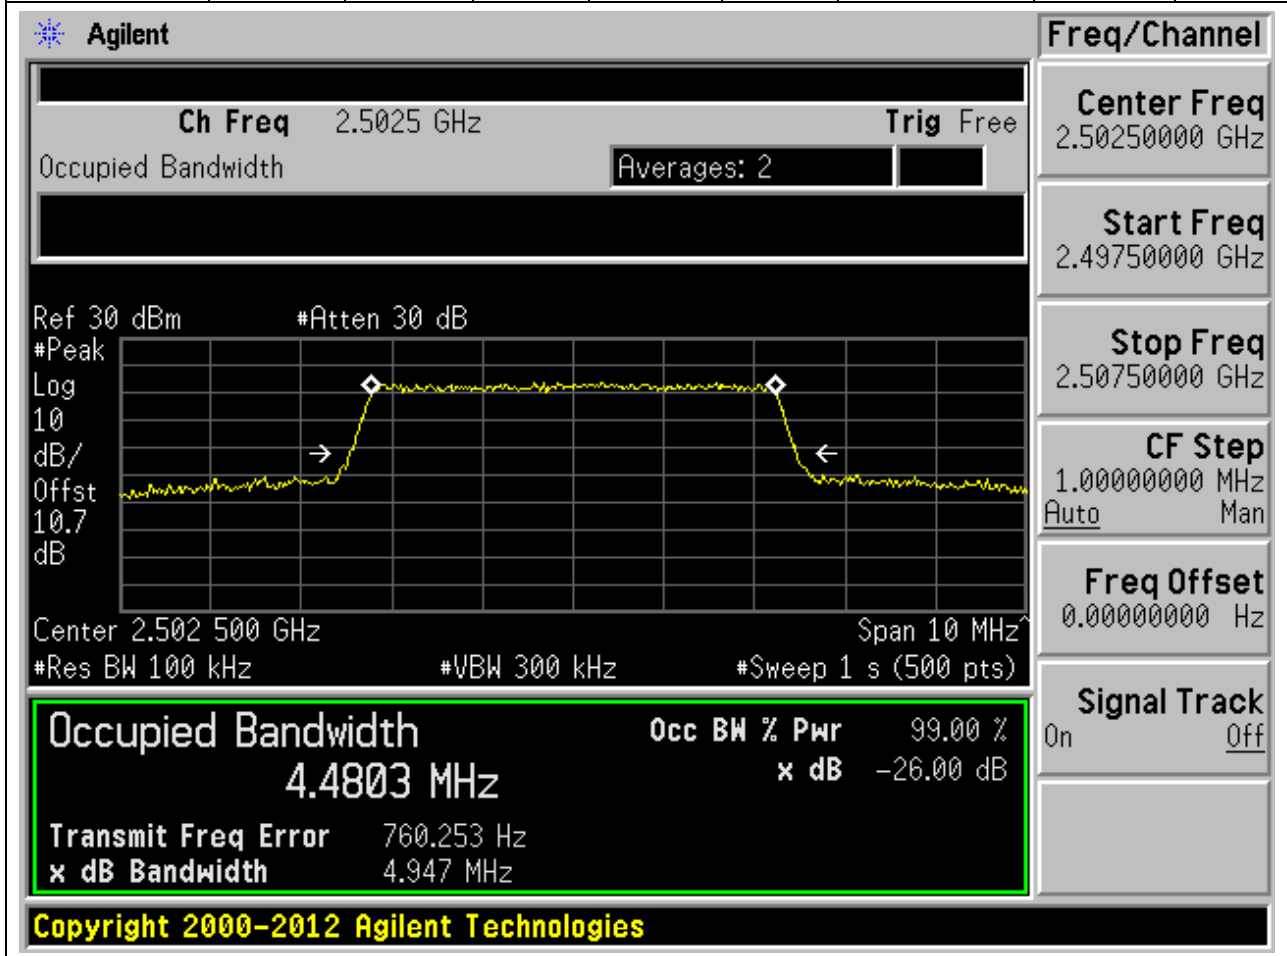 Agilent
Freq/Channel
Ch Freq 2.5025 GHz Trig Free
Occupied Bandwidth Averages: 2
Center Freq
2.50250000 GHz
Start Freq
2.49750000 GHz
Stop Freq
2.50750000 GHz
CF Step
1.00000000 MHz
Auto Man
Freq Offset
0.00000000 Hz
Signal Track
On Off
Ref 30 dBm #Atten 30 dB
#Peak
Log
10
dB/
Offst
10.7
dB
Center 2.502 500 GHz Span 10 MHz^
#Res BW 100 kHz #VBW 300 kHz #Sweep 1 s (500 pts)
Occupied Bandwidth
4.4803 MHz
Occ BW % Pwr 99.00 %
x dB -26.00 dB
Transmit Freq Error 760.253 Hz
x dB Bandwidth 4.947 MHz
Copyright 2000-2012 Agilent Technologies